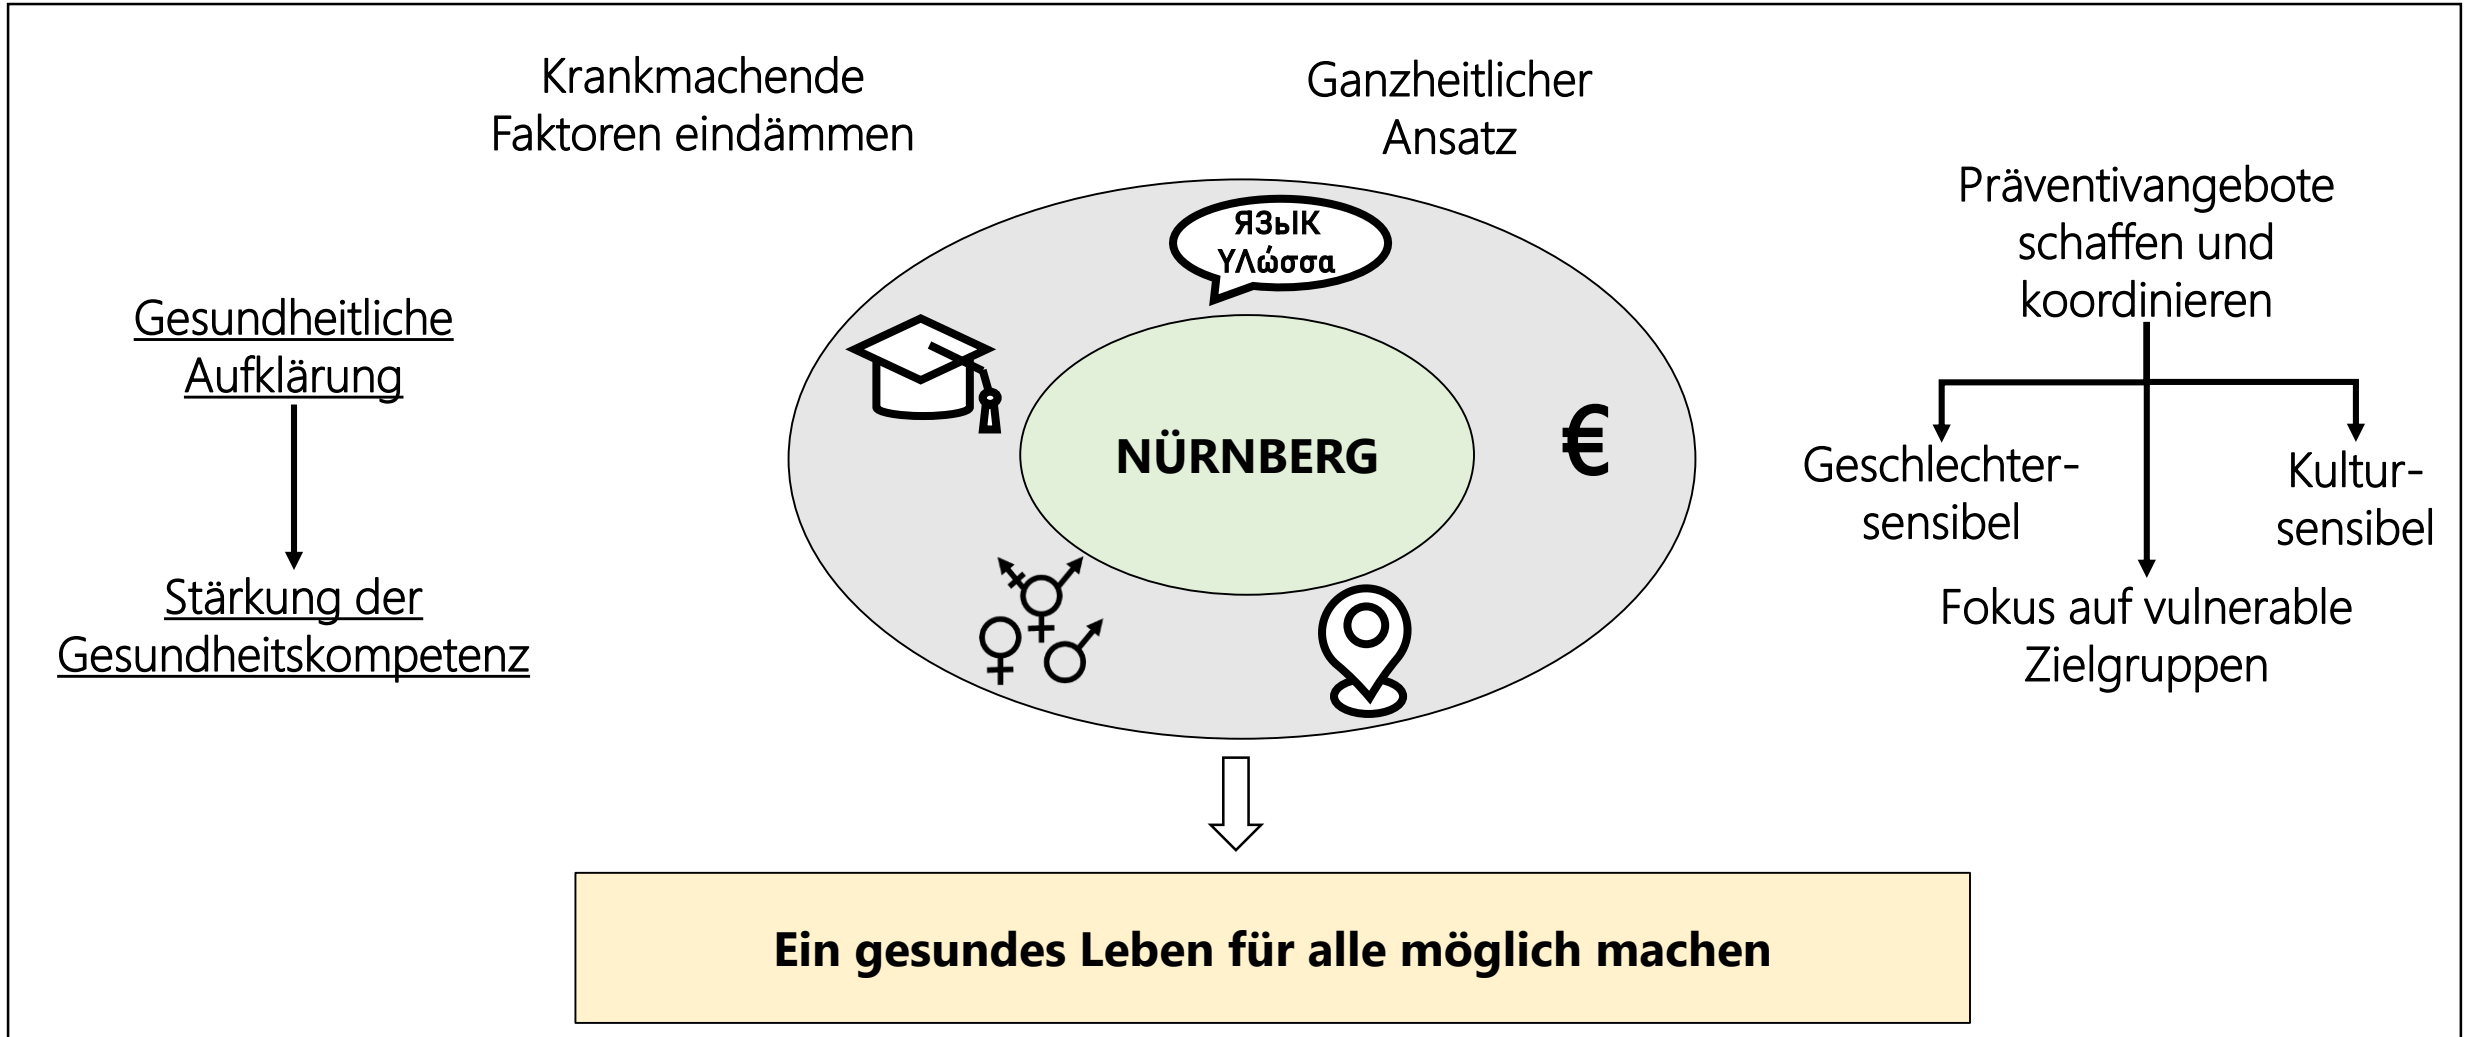 Krankmachende
Faktoren eindämmen
Ganzheitlicher
Ansatz
Präventivangebote
schaffen und
koordinieren
Gesundheitliche
Aufklärung
Stärkung der
Gesundheitskompetenz
ЯЗЫК
ΥΛώσσα
€
NÜRNBERG
Geschlechter-
sensibel
Kultur-
sensibel
Fokus auf vulnerable
Zielgruppen
Ein gesundes Leben für alle möglich machen